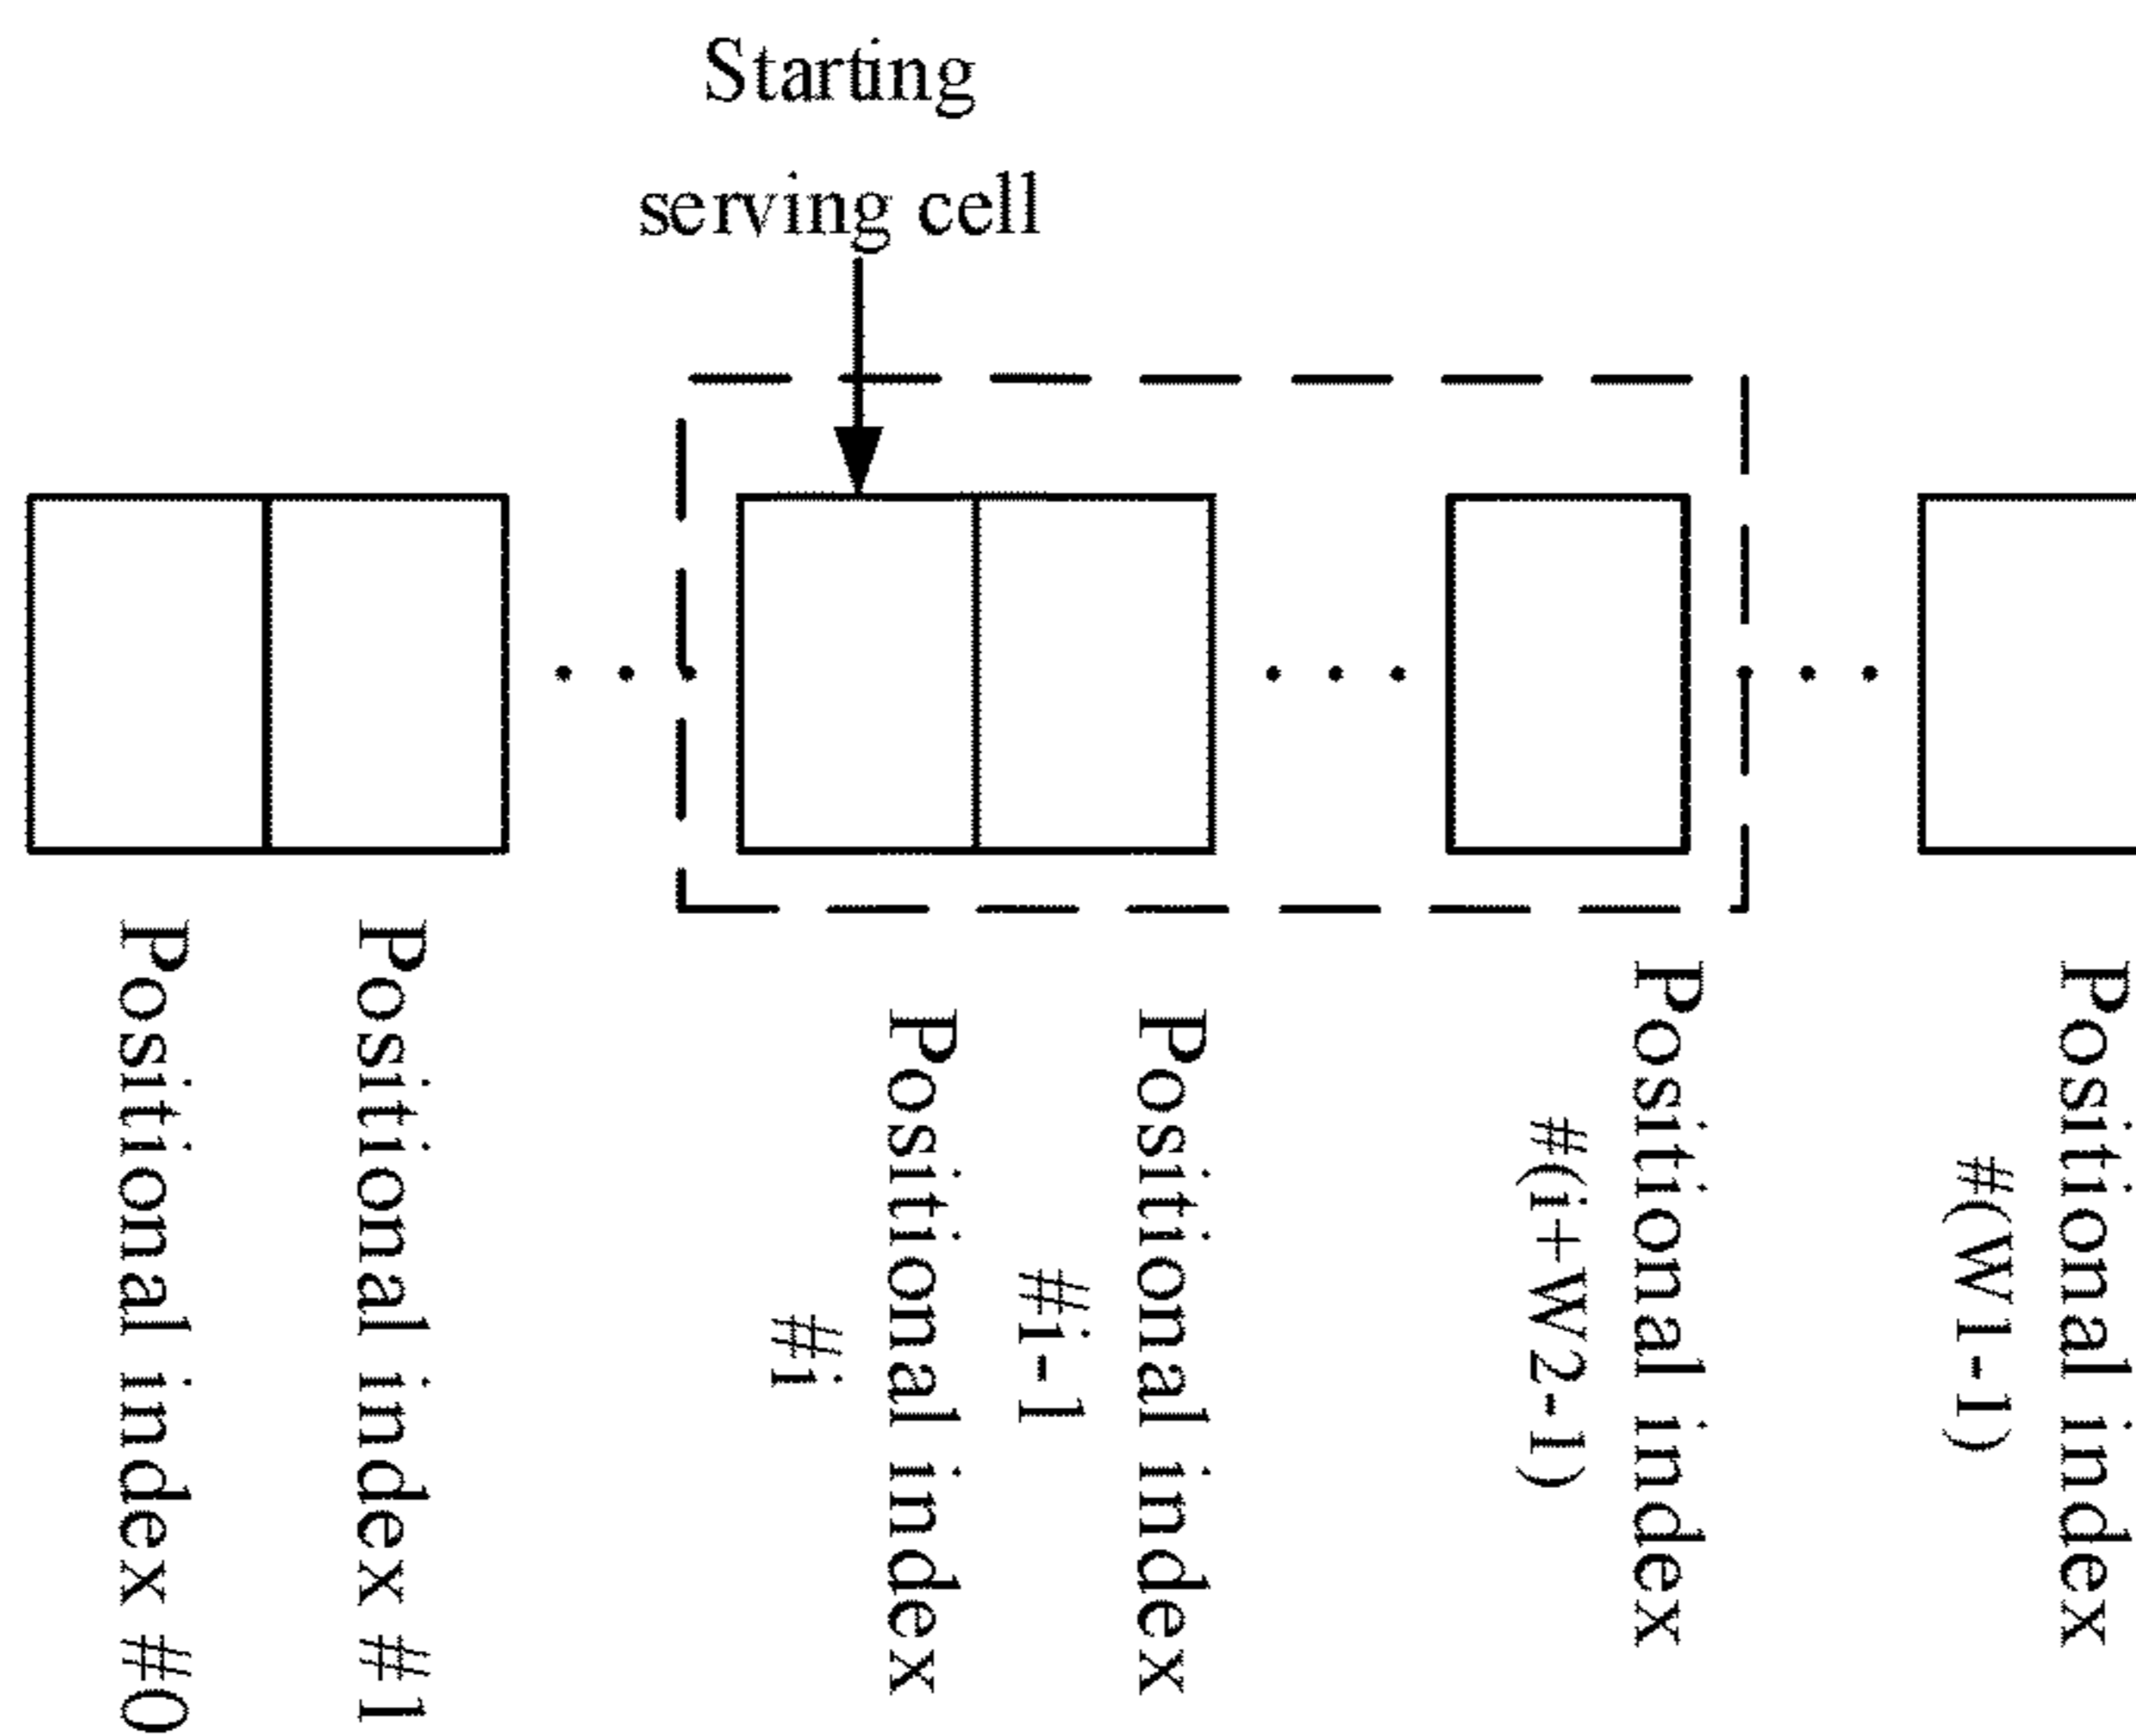 Starting
serving cell
Positional index #0
Positional index #1
Positional index
#i
Positional index
#i-1
Positional index
#(i+W2-1)
Positional index
#(W1-1)